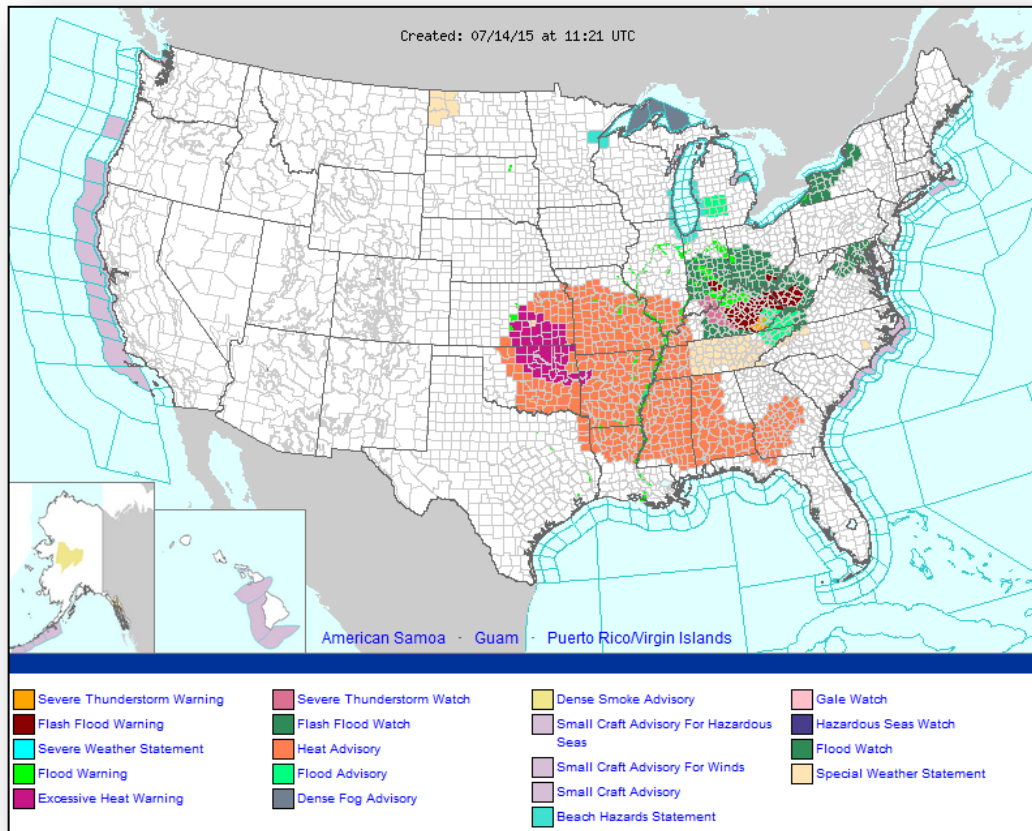 Created: 07/14/15 at 11:21 UTC
American Samoa · Guam · Puerto Rico/Virgin Islands
Severe Thunderstorm Warning
Flash Flood Warning
Severe Weather Statement
Flood Warning
Excessive Heat Warning
Severe Thunderstorm Watch
Flash Flood Watch
Heat Advisory
Flood Advisory
Dense Fog Advisory
Dense Smoke Advisory
Small Craft Advisory For Hazardous
Seas
Small Craft Advisory For Winds
Small Craft Advisory
Beach Hazards Statement
Gale Watch
Hazardous Seas Watch
Flood Watch
Special Weather Statement